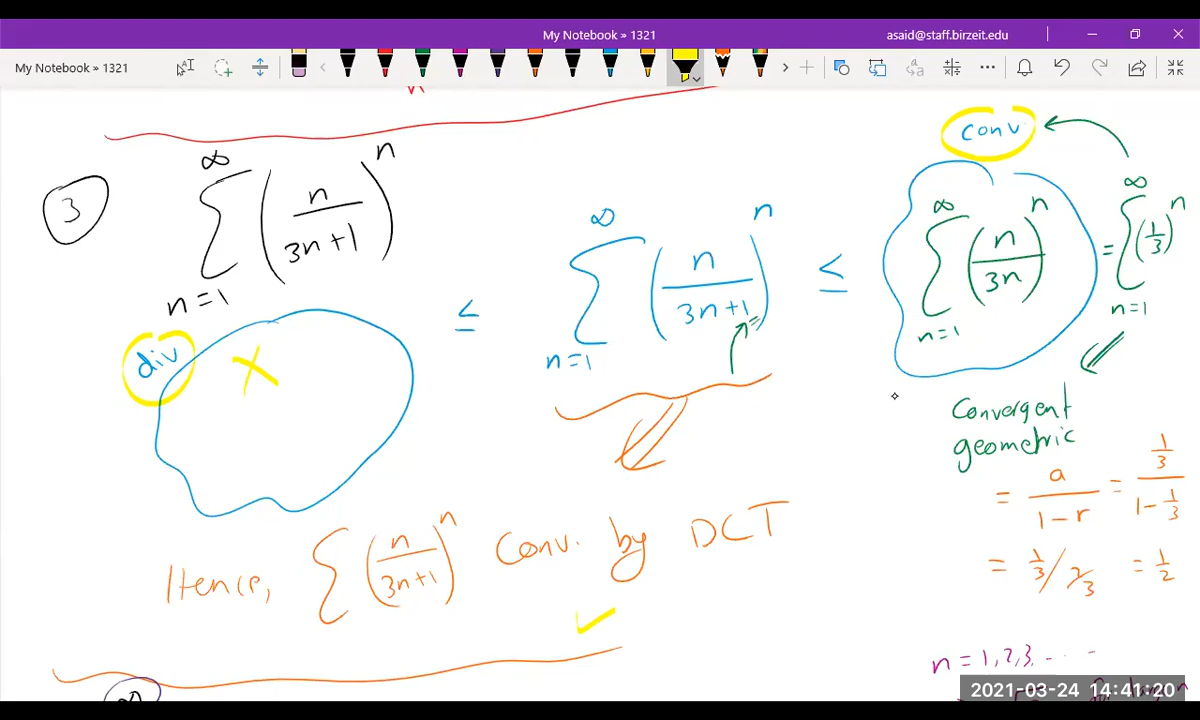 My Notebook » 1321
asaid@staff.birzeit.edu
My Notebook » 1321
3
∞ ∑ n=1 (n/(3n+1))^n
div X
≤ ∞ ∑ n=1 (n/(3n+1))^n ≤ ∞ ∑ n=1 (n/3n)^n = ∞ ∑ n=1 (1/3)^n
conv
Convergent
geometric
= a/(1-r) = (1/3)/(1-1/3)
= 1/3 / 2/3 = 1/2
Hence, ∑ (n/(3n+1))^n Conv. by DCT
n = 1,2,3, ....
∞
2021-03-24 14:41:20